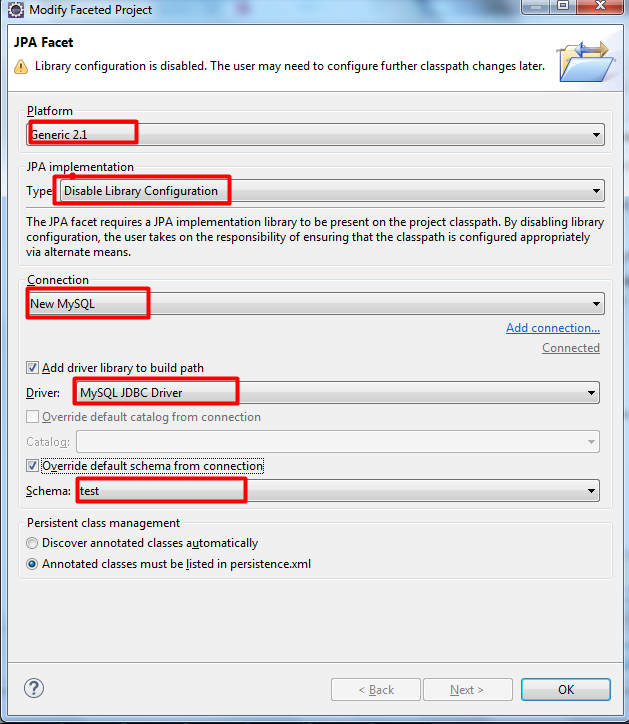 Modify Faceted Project
JPA Facet
Library configuration is disabled. The user may need to configure further classpath changes later.
Platform
Generic 2.1
JPA implementation
Type: Disable Library Configuration
The JPA facet requires a JPA implementation library to be present on the project classpath. By disabling library
configuration, the user takes on the responsibility of ensuring that the classpath is configured appropriately
via alternate means.
Connection
New MySQL
Add connection...
Connected
Add driver library to build path
Driver: MySQL JDBC Driver
Override default catalog from connection
Catalog:
Override default schema from connection
Schema: test
Persistent class management
Discover annotated classes automatically
Annotated classes must be listed in persistence.xml
? < Back Next > OK